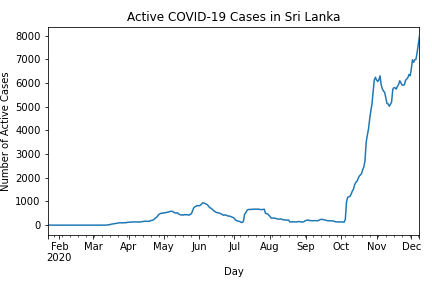 Active COVID-19 Cases in Sri Lanka
Number of Active Cases
8000
7000
6000
5000
4000
3000
2000
1000
0
Feb Mar Apr May Jun Jul Aug Sep Oct Nov Dec
2020
Day